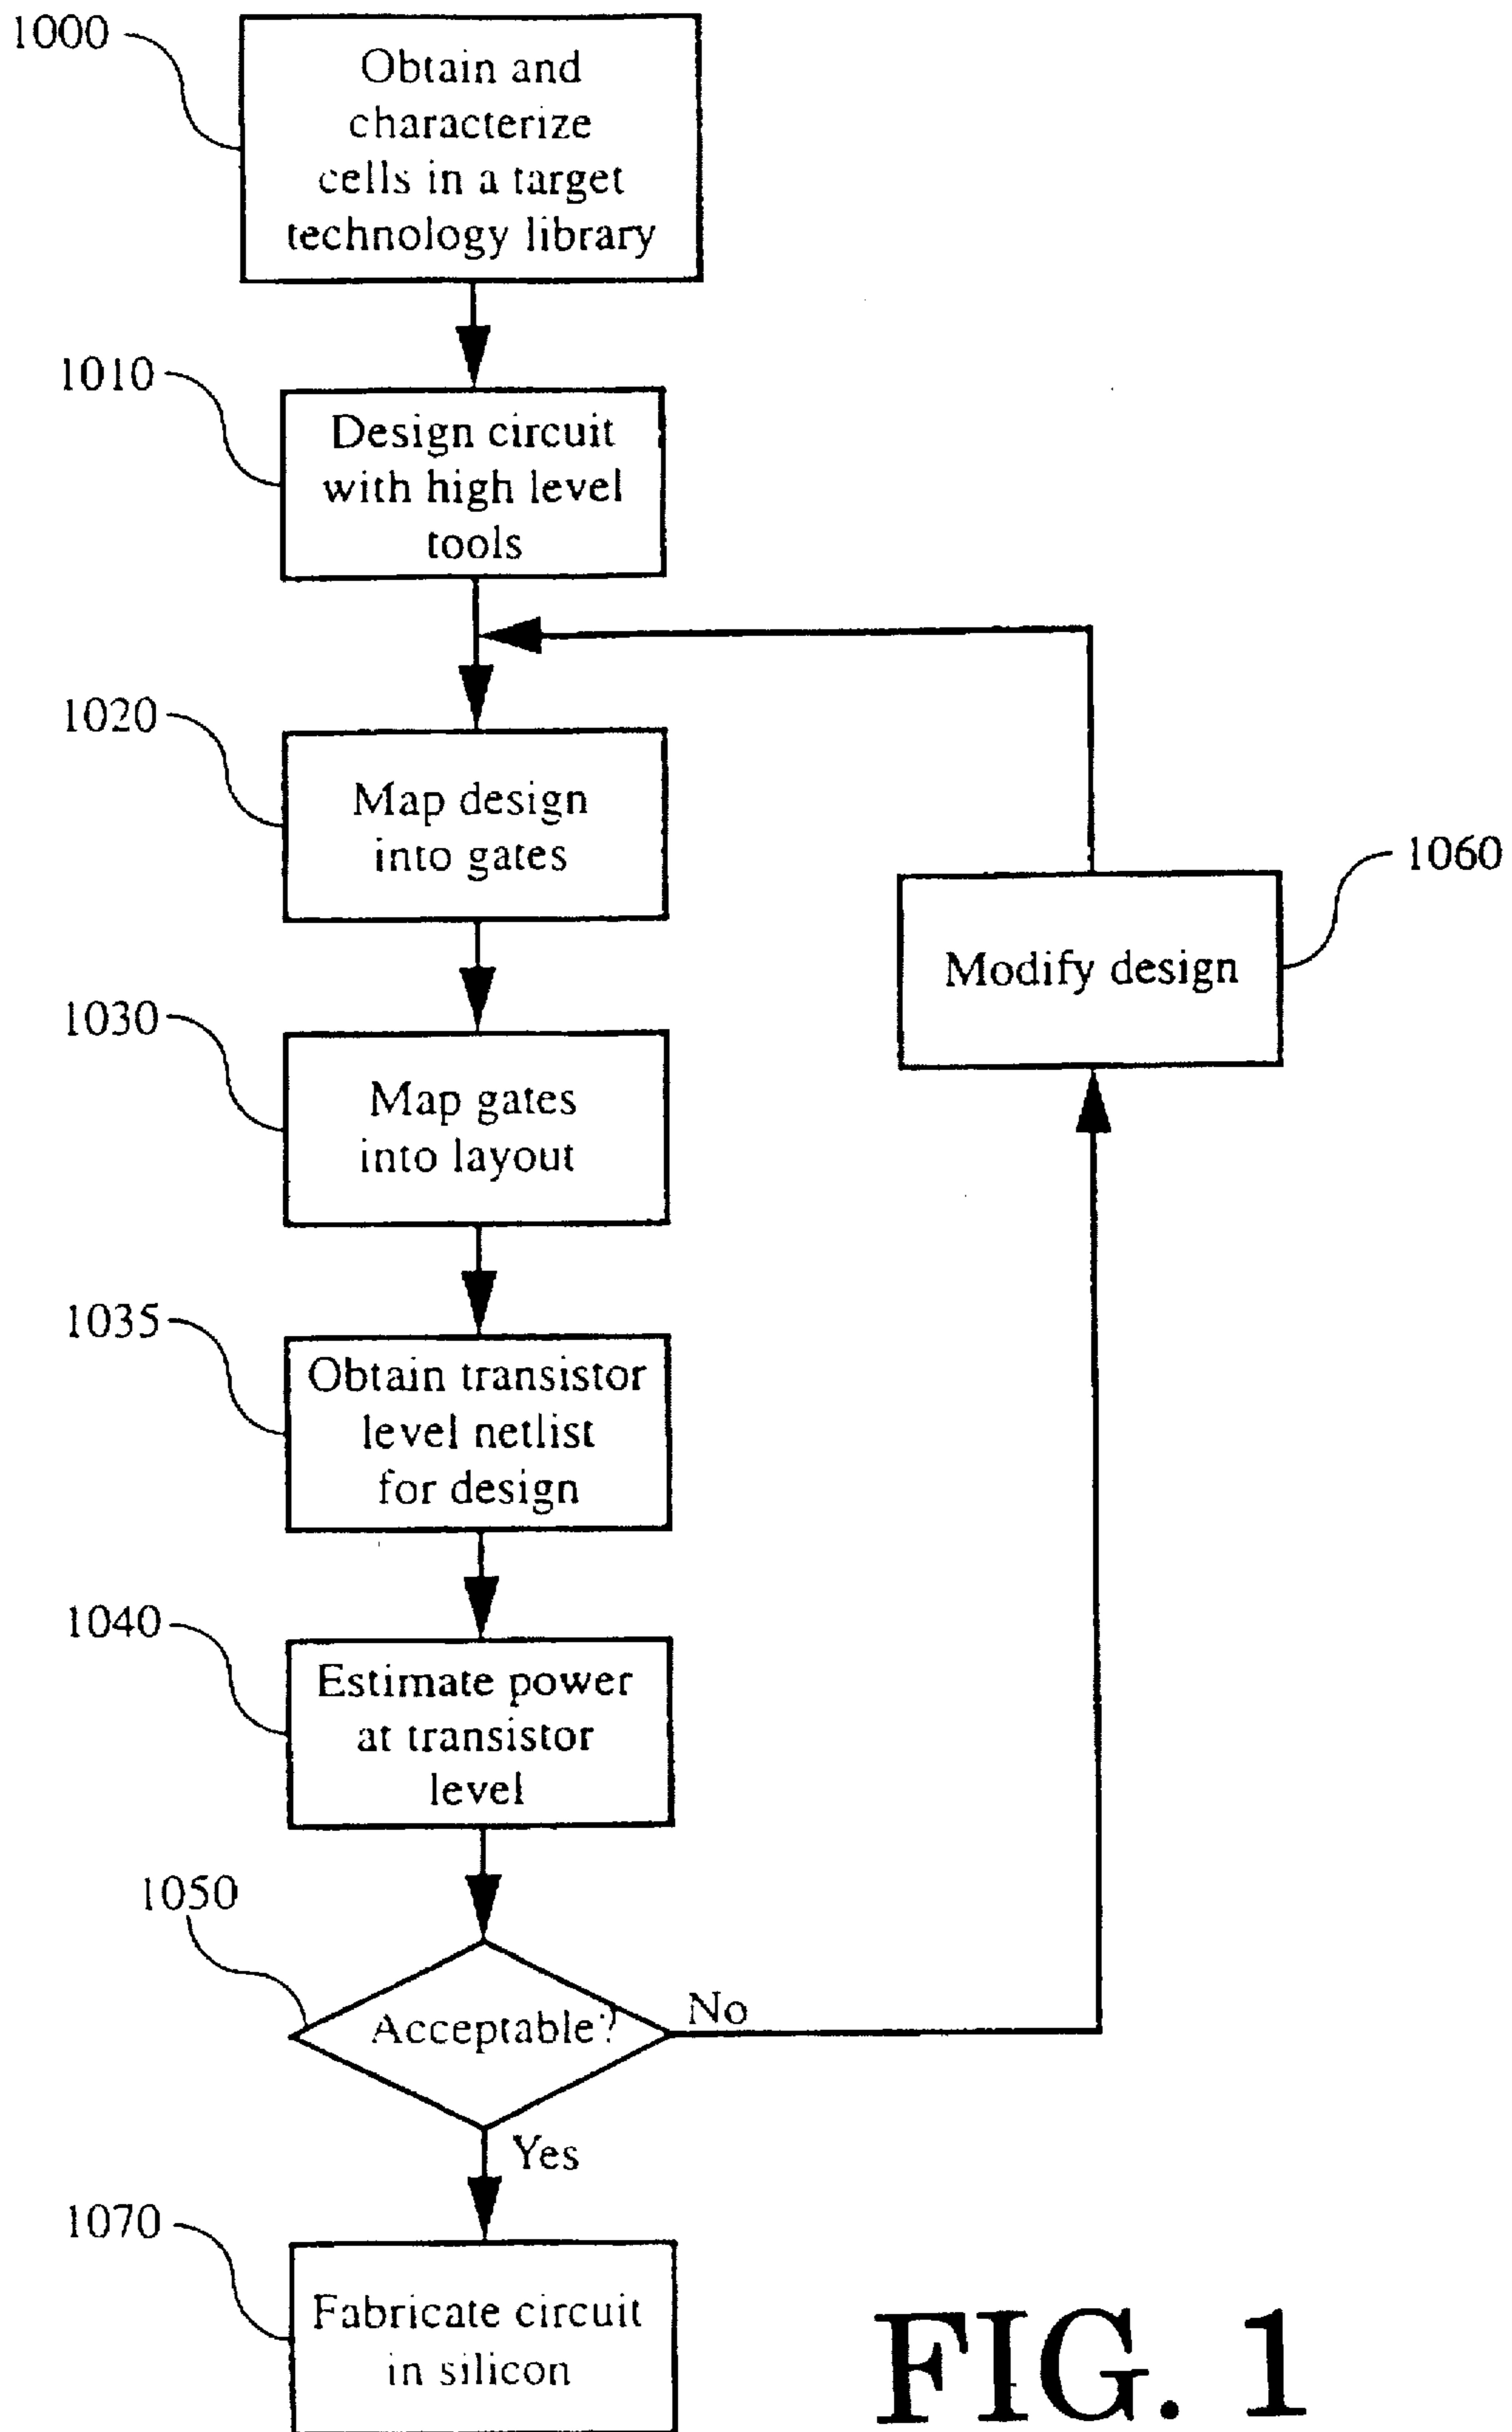 1000
Obtain and
characterize
cells in a target
technology library
1010
Design circuit
with high level
tools
1020
Map design
into gates
1060
Modify design
1030
Map gates
into layout
1035
Obtain transistor
level netlist
for design
1040
Estimate power
at transistor
level
1050
Acceptable?
No
Yes
1070
Fabricate circuit
in silicon
FIG. 1